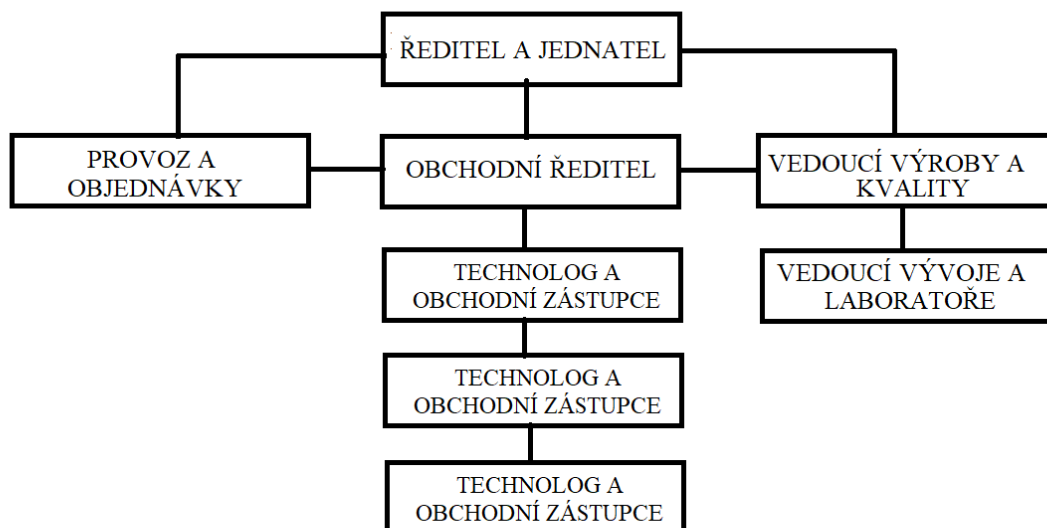 ŘEDITEL A JEDNATEL
PROVOZ A
OBJEDNÁVKY
OBCHODNÍ ŘEDITEL
VEDOUCÍ VÝROBY A
KVALITY
TECHNOLOG A
OBCHODNÍ ZÁSTUPCE
VEDOUCÍ VÝVOJE A
LABORATOŘE
TECHNOLOG A
OBCHODNÍ ZÁSTUPCE
TECHNOLOG A
OBCHODNÍ ZÁSTUPCE